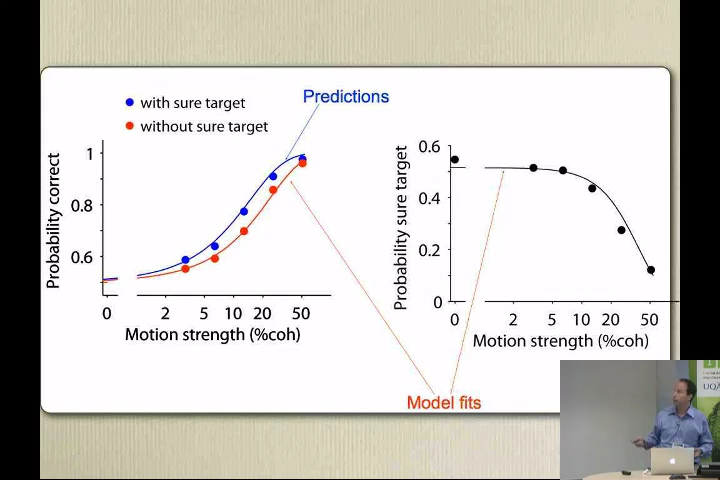 with sure target
without sure target
Predictions
Probability correct
1
0.8
0.6
0
2
5
10
20
50
Motion strength (%coh)
Probability sure target
0.6
0.4
0.2
0
0
2
5
10
20
50
Motion strength (%coh)
Model fits